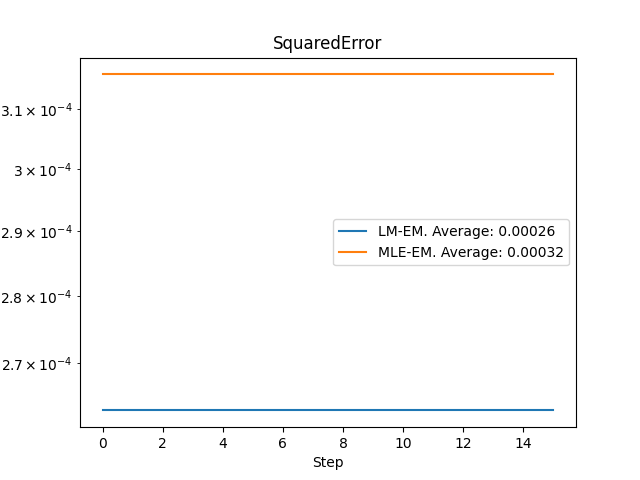 SquaredError
3.1 × 10⁻⁴
3 × 10⁻⁴
2.9 × 10⁻⁴
2.8 × 10⁻⁴
2.7 × 10⁻⁴
LM-EM. Average: 0.00026
MLE-EM. Average: 0.00032
0 2 4 6 8 10 12 14
Step